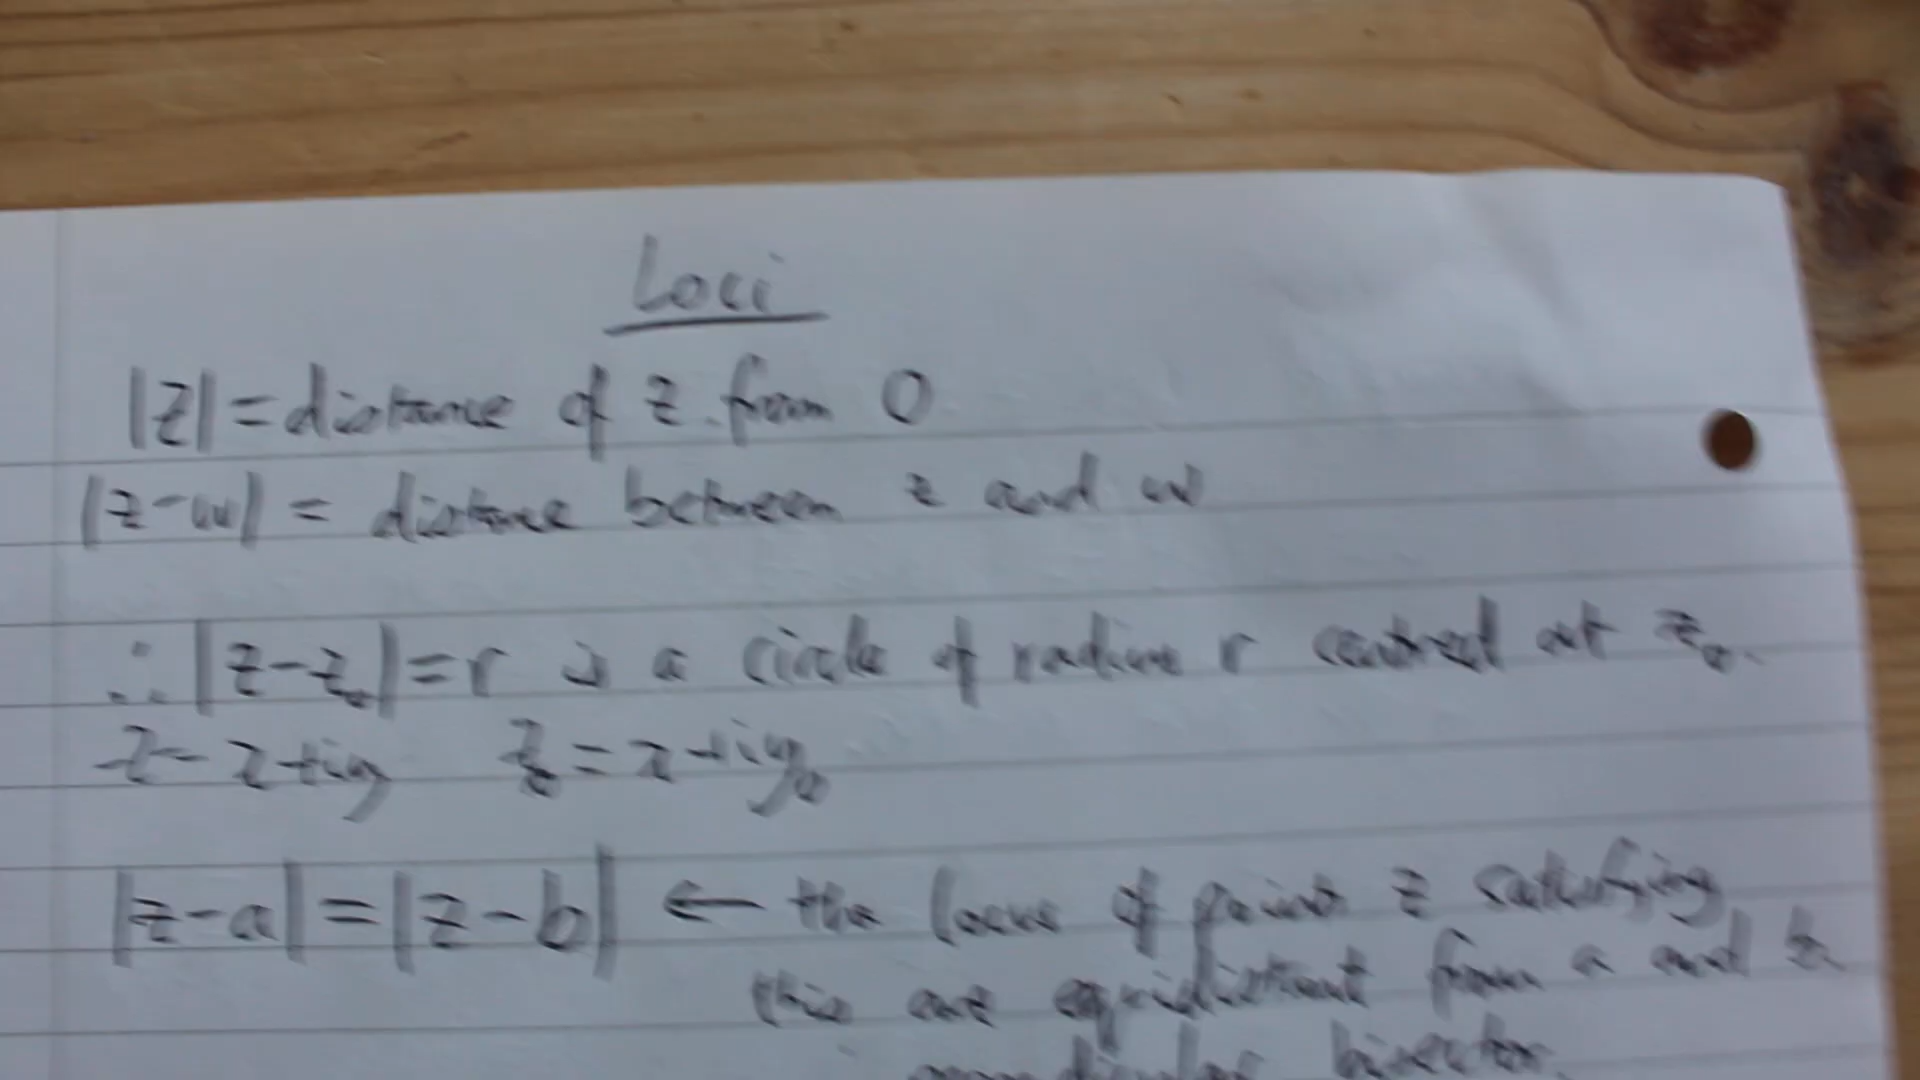 Loci
|z| = distance of z from 0
|z-w| = distance between z and w
∴ |z-z₀| = r is a circle of radius r centred at z₀.
z = x+iy z₀ = x+iy₀
|z-a| = |z-b| ← the locus of points z satisfying
this are equidistant from a and b
bisector.